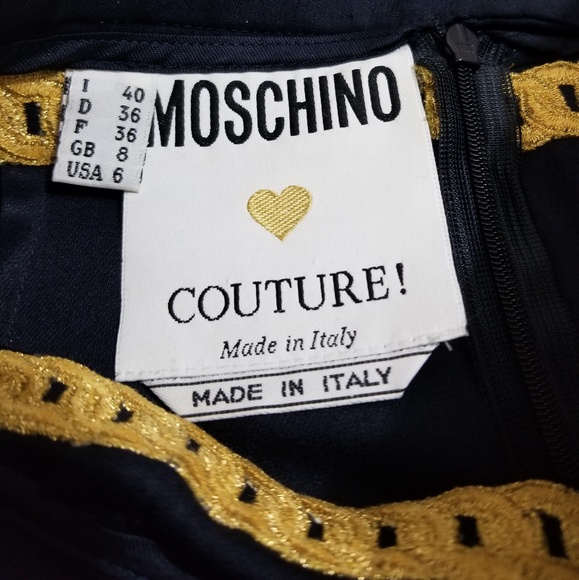 I 40
D 36
F 36
GB 8
USA 6
MOSCHINO
COUTURE!
Made in Italy
MADE IN ITALY